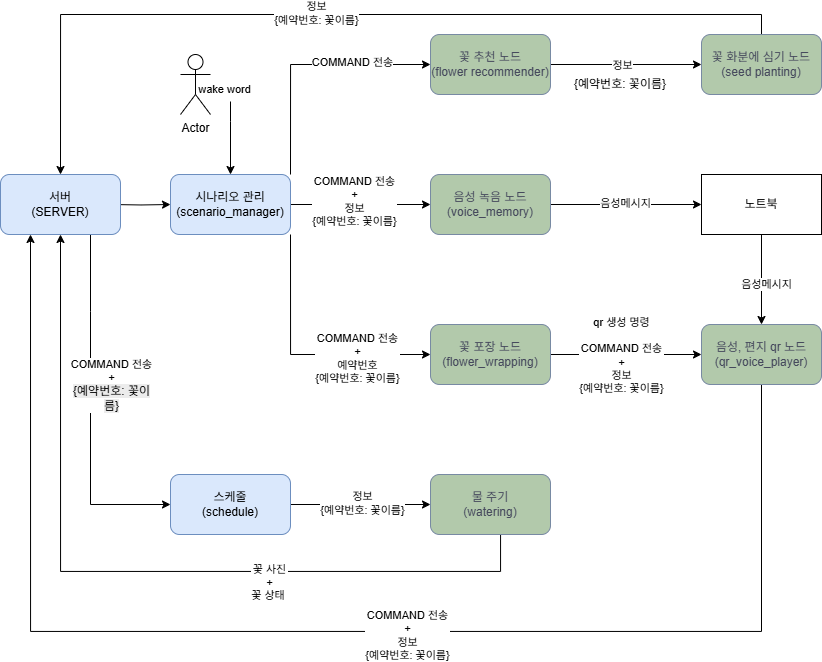 정보
{예약번호: 꽃이름}
wake word
Actor
COMMAND 전송
꽃 추천 노드
(flower recommender)
정보
{예약번호: 꽃이름}
꽃 화분에 심기 노드
(seed planting)
서버
(SERVER)
시나리오 관리
(scenario_manager)
COMMAND 전송
+
정보
{예약번호: 꽃이름}
음성 녹음 노드
(voice_memory)
음성메시지
노트북
음성메시지
COMMAND 전송
+
예약번호
{예약번호: 꽃이름}
꽃 포장 노드
(flower_wrapping)
qr 생성 명령
COMMAND 전송
+
정보
{예약번호: 꽃이름}
음성, 편지 qr 노드
(qr_voice_player)
COMMAND 전송
+
{예약번호: 꽃이
름}
스케줄
(schedule)
정보
{예약번호: 꽃이름}
물 주기
(watering)
꽃 사진
+
꽃 상태
COMMAND 전송
+
정보
{예약번호: 꽃이름}